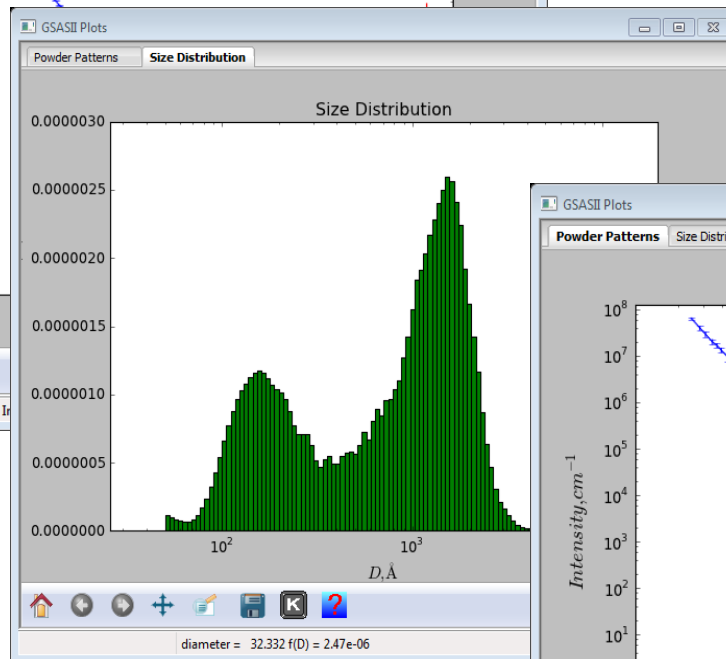 GSASII Plots
Powder Patterns Size Distribution
Size Distribution
0.0000030
0.0000025
0.0000020
0.0000015
0.0000010
0.0000005
0.0000000
10² 10³
D,Å
K ?
diameter = 32.332 f(D) = 2.47e-06
GSASII Plots
Powder Patterns Size Distri
10⁸
10⁷
10⁶
10⁵
10⁴
10³
10²
10¹
Intensity,cm⁻¹